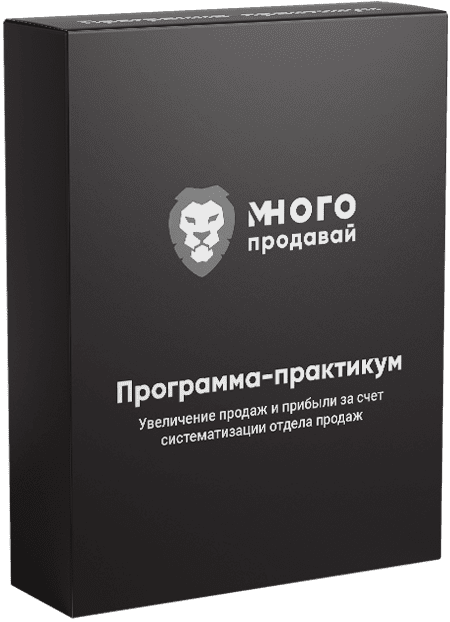 много
продавай
Программа-практикум
Увеличение продаж и прибыли за счет
систематизации отдела продаж